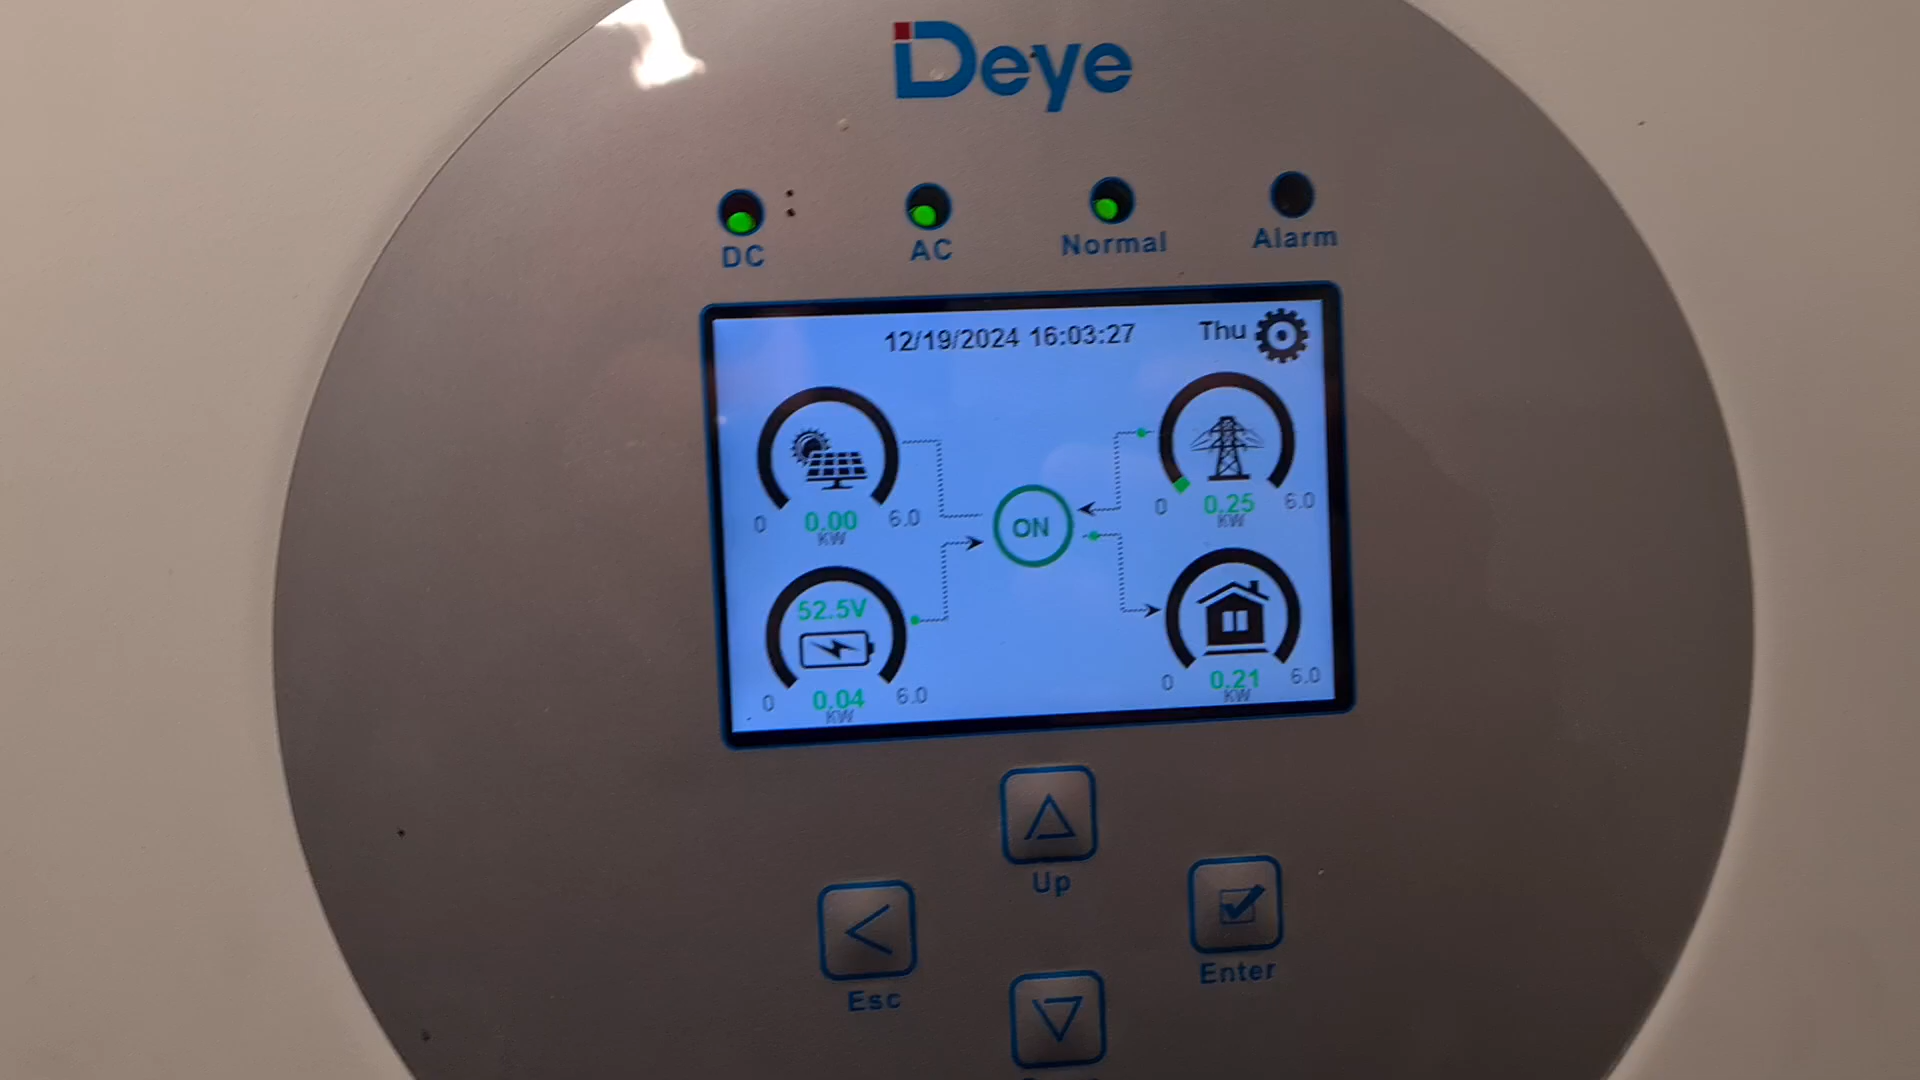 Deye
DC
AC
Normal
Alarm
12/19/2024 16:03:27
Thu
0
0.00
KW
6.0
0
0.25
KW
6.0
ON
52.5V
0
0.04
KW
6.0
0
0.21
KW
6.0
Up
Esc
Enter